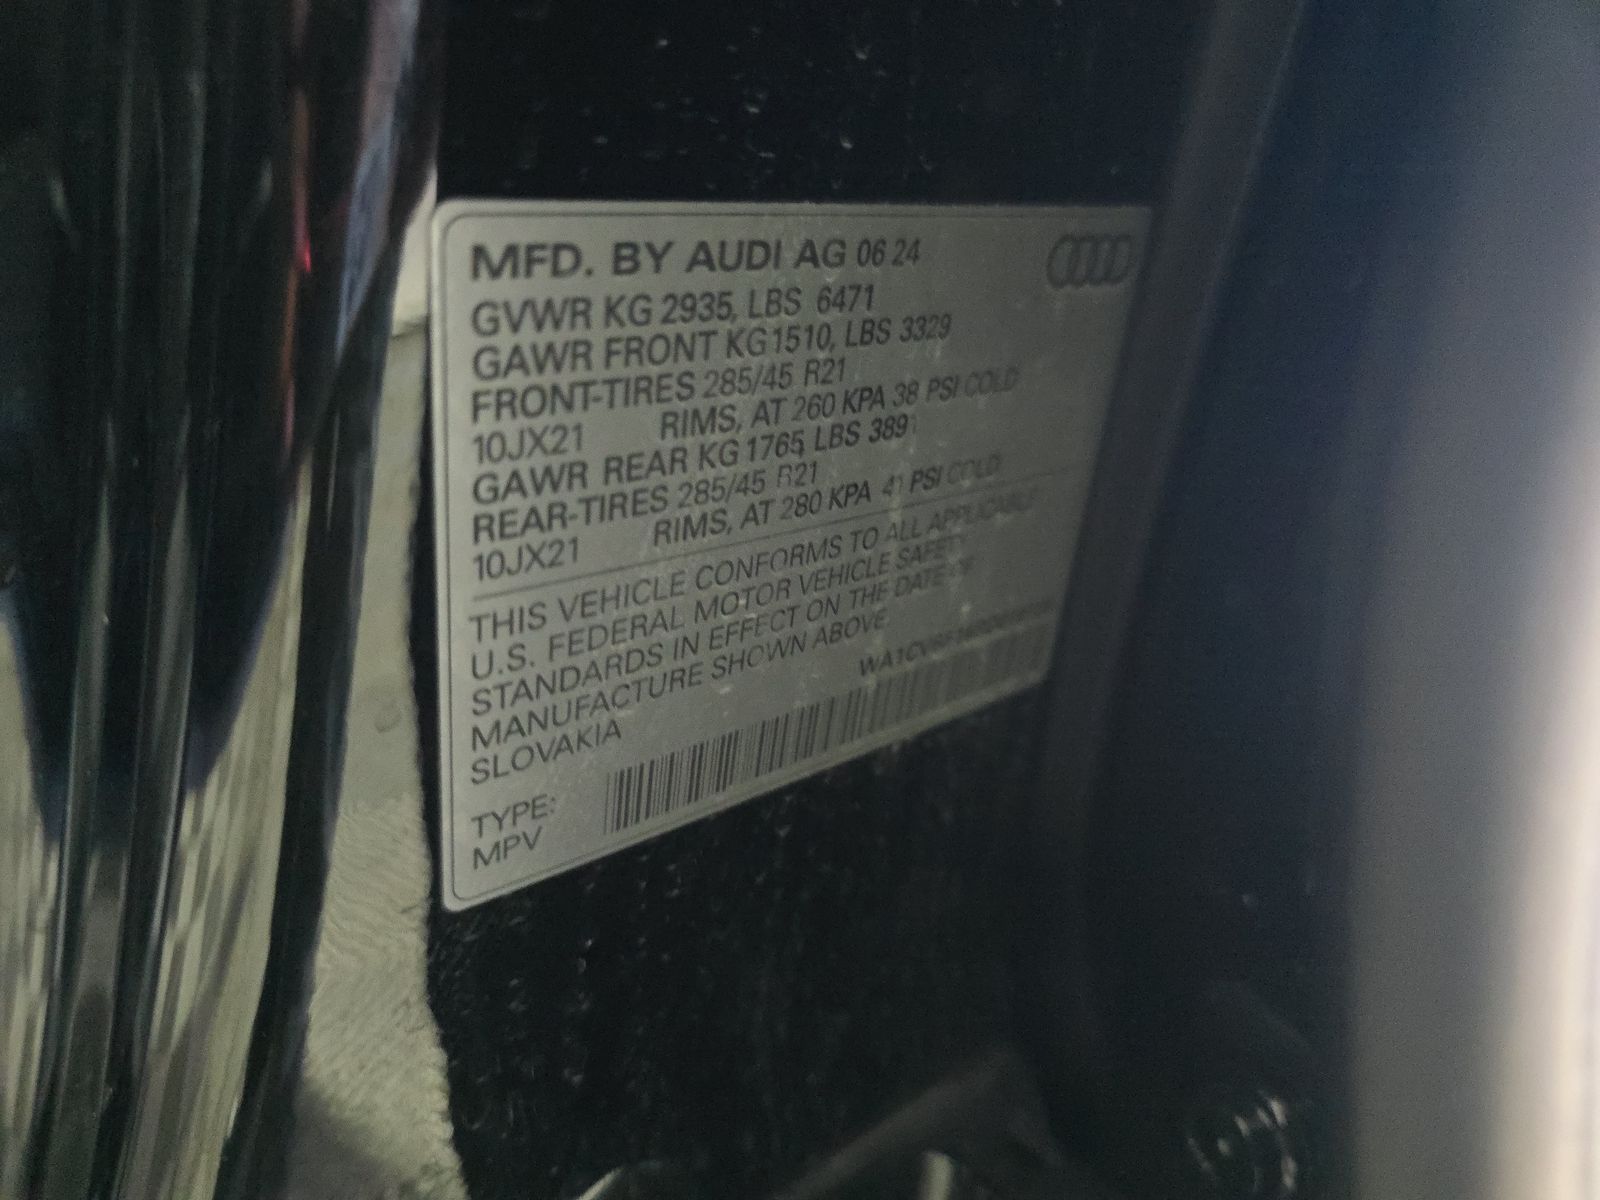 MFD. BY AUDI AG 06 24
GVWR KG 2935, LBS 6471
GAWR FRONT KG1510, LBS 3329
FRONT-TIRES 285/45 R21
10JX21 RIMS, AT 260 KPA 38 PSI COLD
GAWR REAR KG 1765, LBS 3891
REAR-TIRES 285/45 R21
10JX21 RIMS, AT 280 KPA 41 PSI COLD
THIS VEHICLE CONFORMS TO ALL APPLICABLE
U.S. FEDERAL MOTOR VEHICLE SAFETY
STANDARDS IN EFFECT ON THE DATE OF
MANUFACTURE SHOWN ABOVE.
SLOVAKIA
TYPE:
MPV